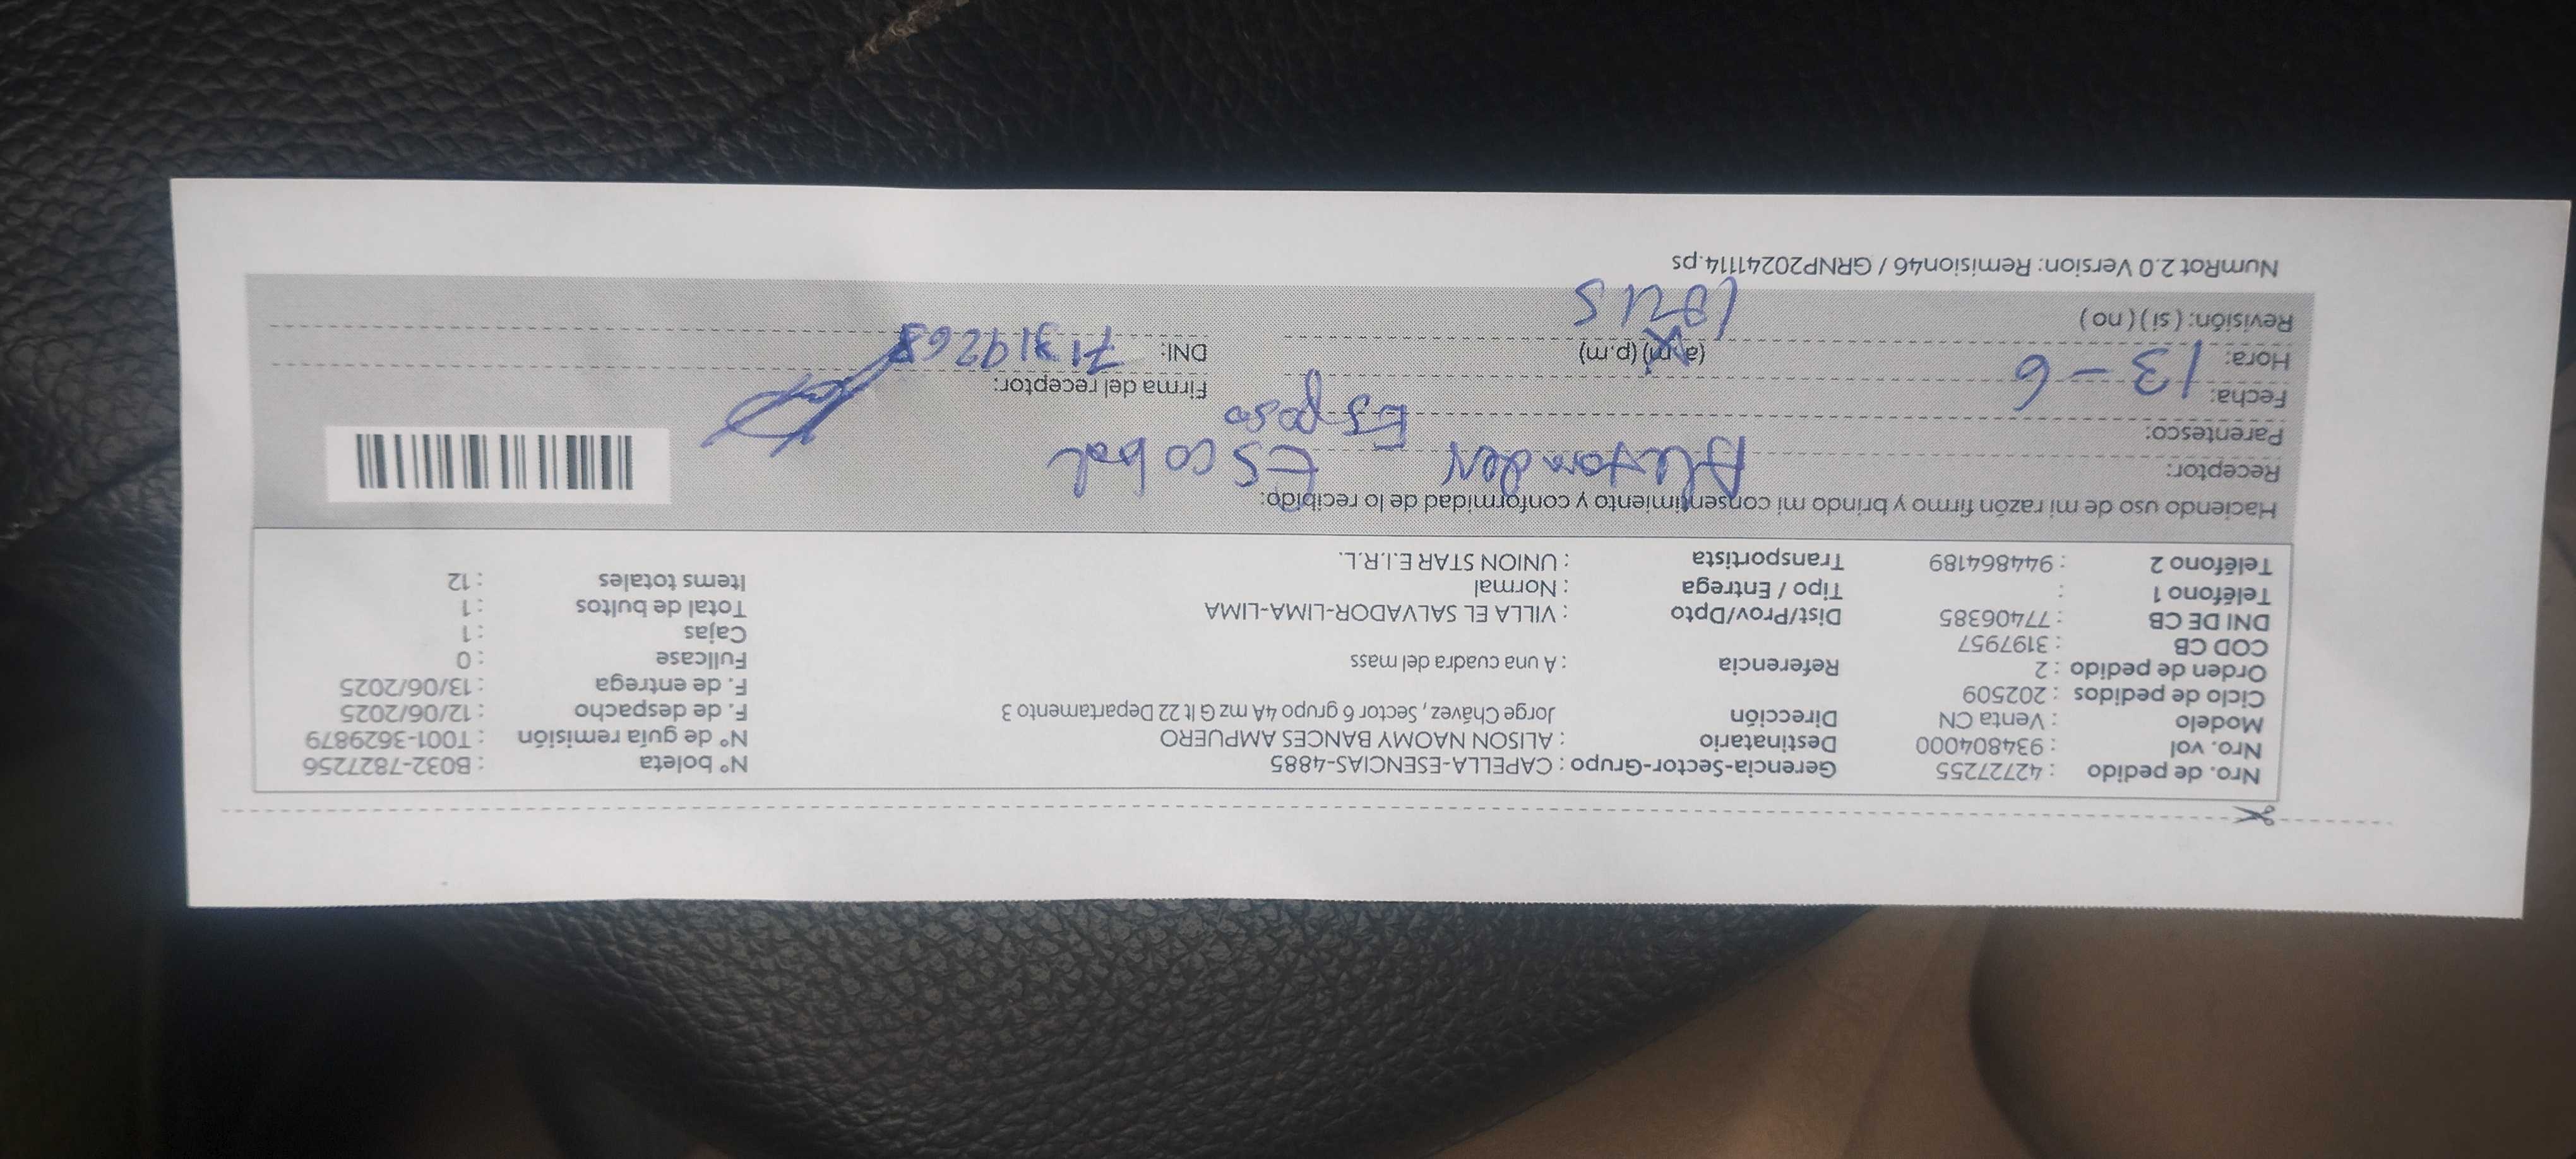 Nro. de pedido : 42727255 Gerencia-Sector-Grupo : CAPELLA-ESENCIAS-4885 N° boleta : B032-7827256
Nro. vol : 934804000 Destinatario : ALISON NAOMY BANCES AMPUERO N° de guía remisión : T001-3629879
Modelo : Venta CN Dirección Jorge Chávez, Sector 6 grupo 4A mz G lt 22 Departamento 3 F. de despacho : 12/06/2025
Ciclo de pedidos : 202509 F. de entrega : 13/06/2025
Orden de pedido : 2 Referencia : A una cuadra del mass Fullcase : 0
COD CB : 3197957 Cajas : 1
DNI DE CB : 77406385 Dist/Prov/Dpto : VILLA EL SALVADOR-LIMA-LIMA Total de bultos : 1
Teléfono 1 : Tipo / Entrega : Normal Items totales : 12
Teléfono 2 : 944864189 Transportista : UNION STAR E.I.R.L.
Haciendo uso de mi razón firmo y brindo mi consentimiento y conformidad de lo recibido:
Receptor: Alexander Escobal
Parentesco: Esposo
Fecha: 13-6 Firma del receptor:
Hora: (a.m) (p.m) DNI: 71319268
Revisión: ( si ) ( no )
NumRot 2.0 Version: Remision46 / GRNP20241114.ps